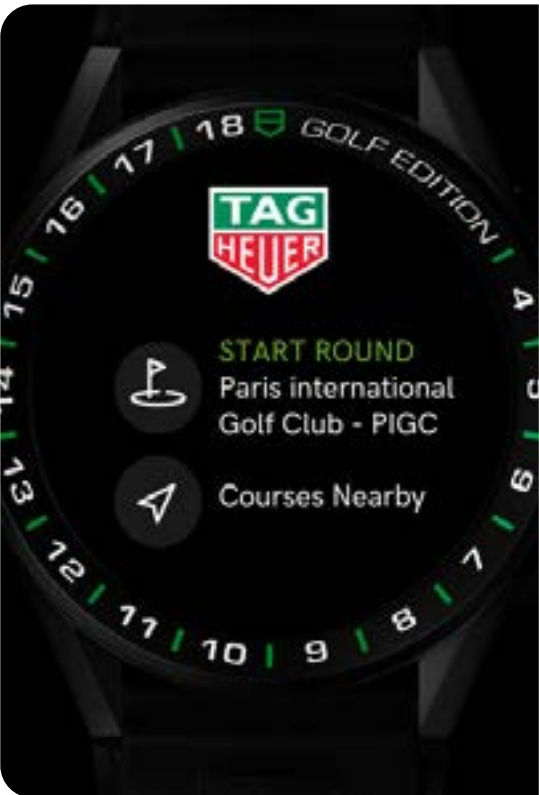 GOLF EDITION
4
5
6
7
8
9
10
11
12
13
14
15
16
17
18
TAG
HEUER
START ROUND
Paris international
Golf Club - PIGC
Courses Nearby